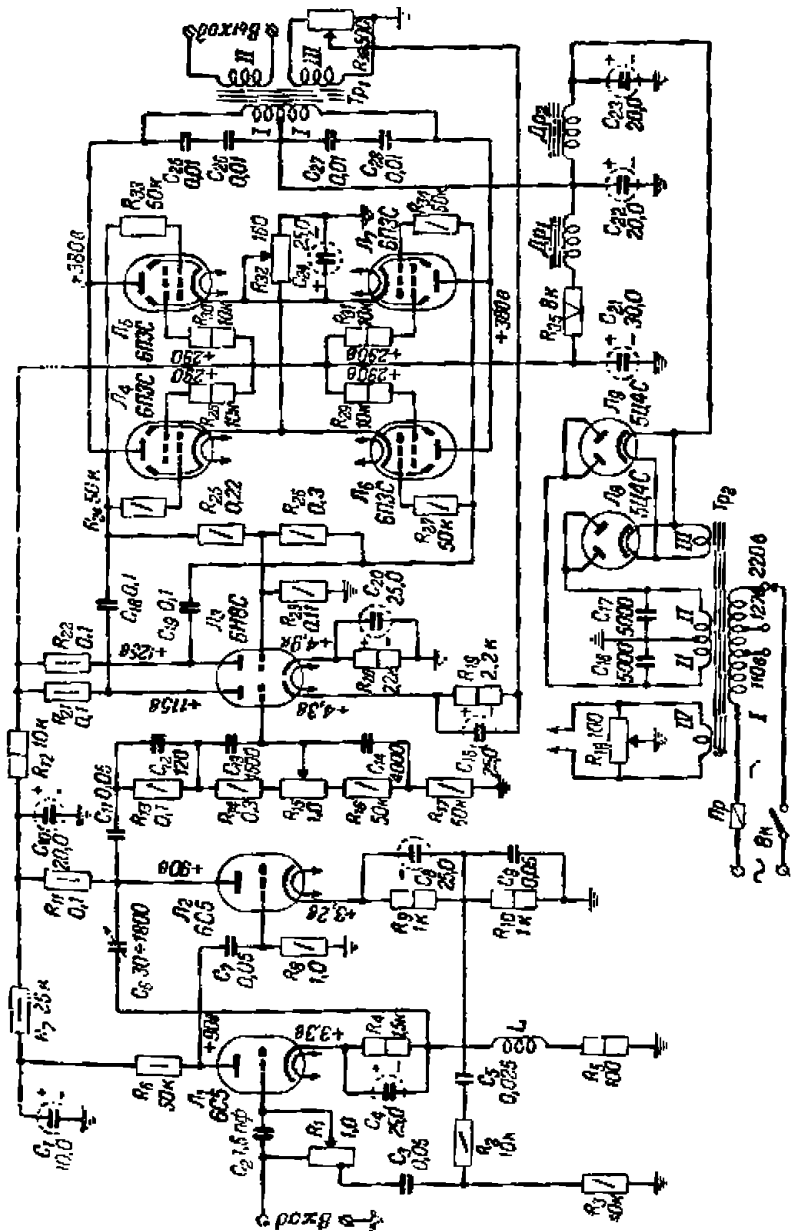 Вход
C₁
10,0
R₇ 25к
R₆
50к
+90в
Л₁
6С5
C₂ 7,5 пф
R₁
1,0
C₃
0,05
R₃
+3,3в
R₄
1,5к
C₄
25,0
R₂
10к
C₅
0,025
L
R₅
100
C₆ 30÷1800
C₇
0,05
R₈
1,0
R₁₁
0,1
C₁₀
20,0
+90в
Л₂
6С5
+3,2в
R₉
1к
C₈
25,0
R₁₀
1к
C₉
0,05
R₁₂
10к
C₁₁ 0,05
R₁₃
0,1
C₁₂
120
R₁₄
0,3
C₁₃
R₁₅
1,0
R₁₆
50к
C₁₄
4000
R₁₇
50к
R₂₁
0,1
R₂₂
0,1
+115в
+125в
C₁₈ 0,1
C₁₉ 0,1
Л₃
6Н8С
+4,3в
+4,9в
C₁₅
25,0
R₁₉
2,2к
R₂₀
22к
C₂₀
25,0
R₂₃
0,11
R₂₄ 50к
R₂₅
0,22
R₂₆
0,3
R₂₇
50к
Л₄
6П3С
Л₅
6П3С
Л₆
6П3С
Л₇
6П3С
R₂₈
10к
+290
R₃₀
10к
+290
R₂₉
10к
+290в
R₃₁
10к
+290в
R₃₂
160
C₂₄
25,0
R₃₃
50к
R₃₄
50к
+380в
+380в
C₂₅
0,01
C₂₆
0,01
C₂₇
0,01
C₂₈
0,01
I
I
II
III
Тр₁
Выход
R₃₆ 500
Др₁
Др₂
R₃₅ 8к
C₂₁
30,0
C₂₂
20,0
C₂₃
20,0
Л₈
5Ц4С
Л₉
5Ц4С
III
Тр₂
C₁₆
5000
C₁₇
5000
II
II
R₁₈ 100
IV
I
110в
127в
220в
Пр
~
Вк